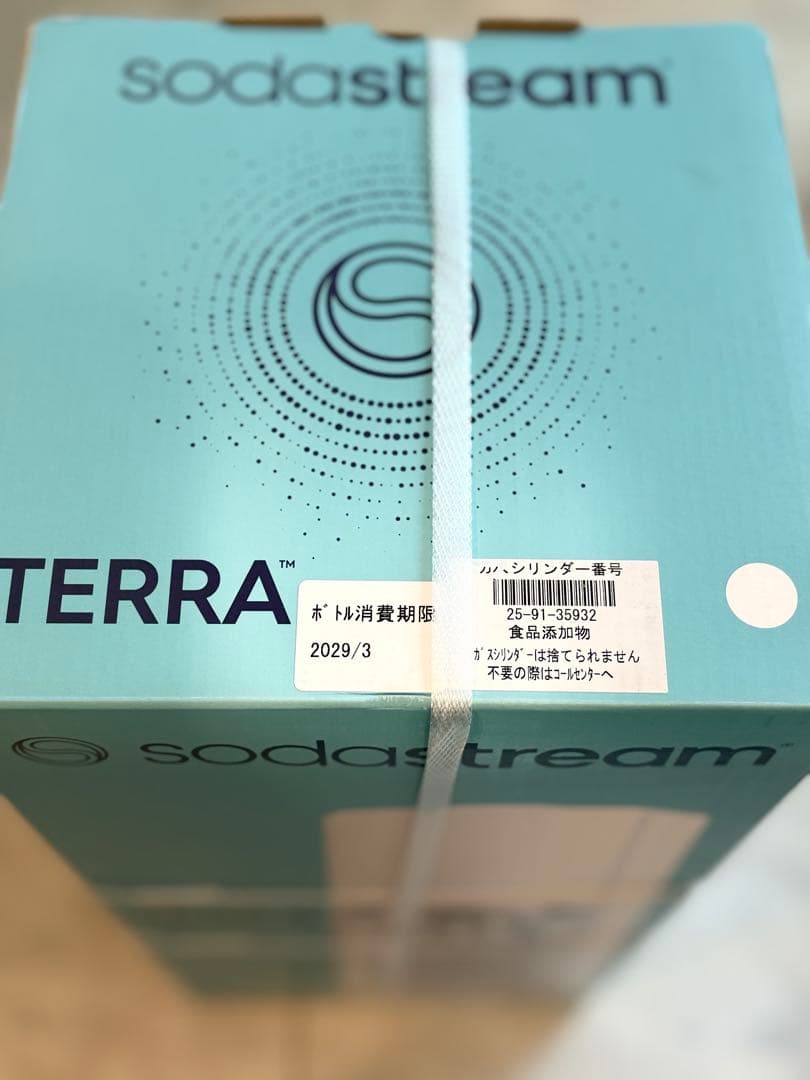 sodastream
TERRA™
ボトル消費期限
2029/3
ガスシリンダー番号
25-91-35932
食品添加物
ガスシリンダーは捨てられません
不要の際はコールセンターへ
sodastream